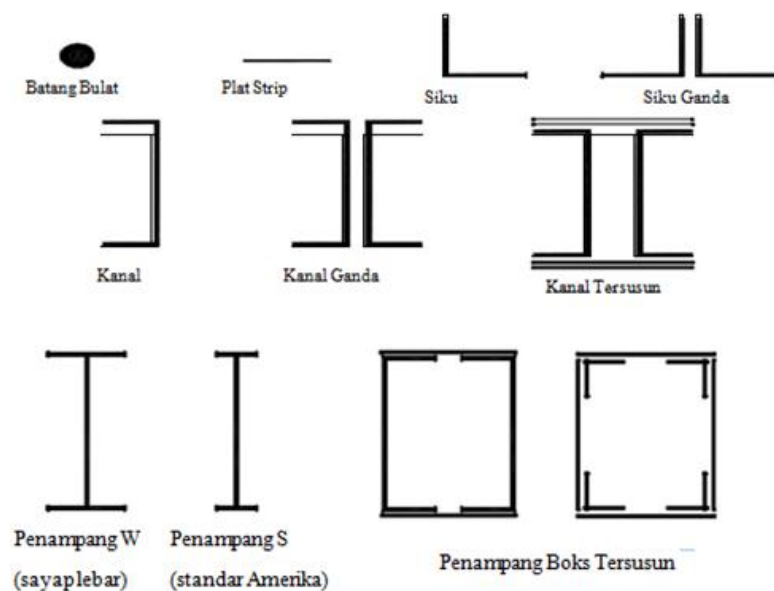 Batang Bulat
Plat Strip
Siku
Siku Ganda
Kanal
Kanal Ganda
Kanal Tersusun
Penampang W
(sayaplebar)
Penampang S
(standar Amerika)
Penampang Boks Tersusun